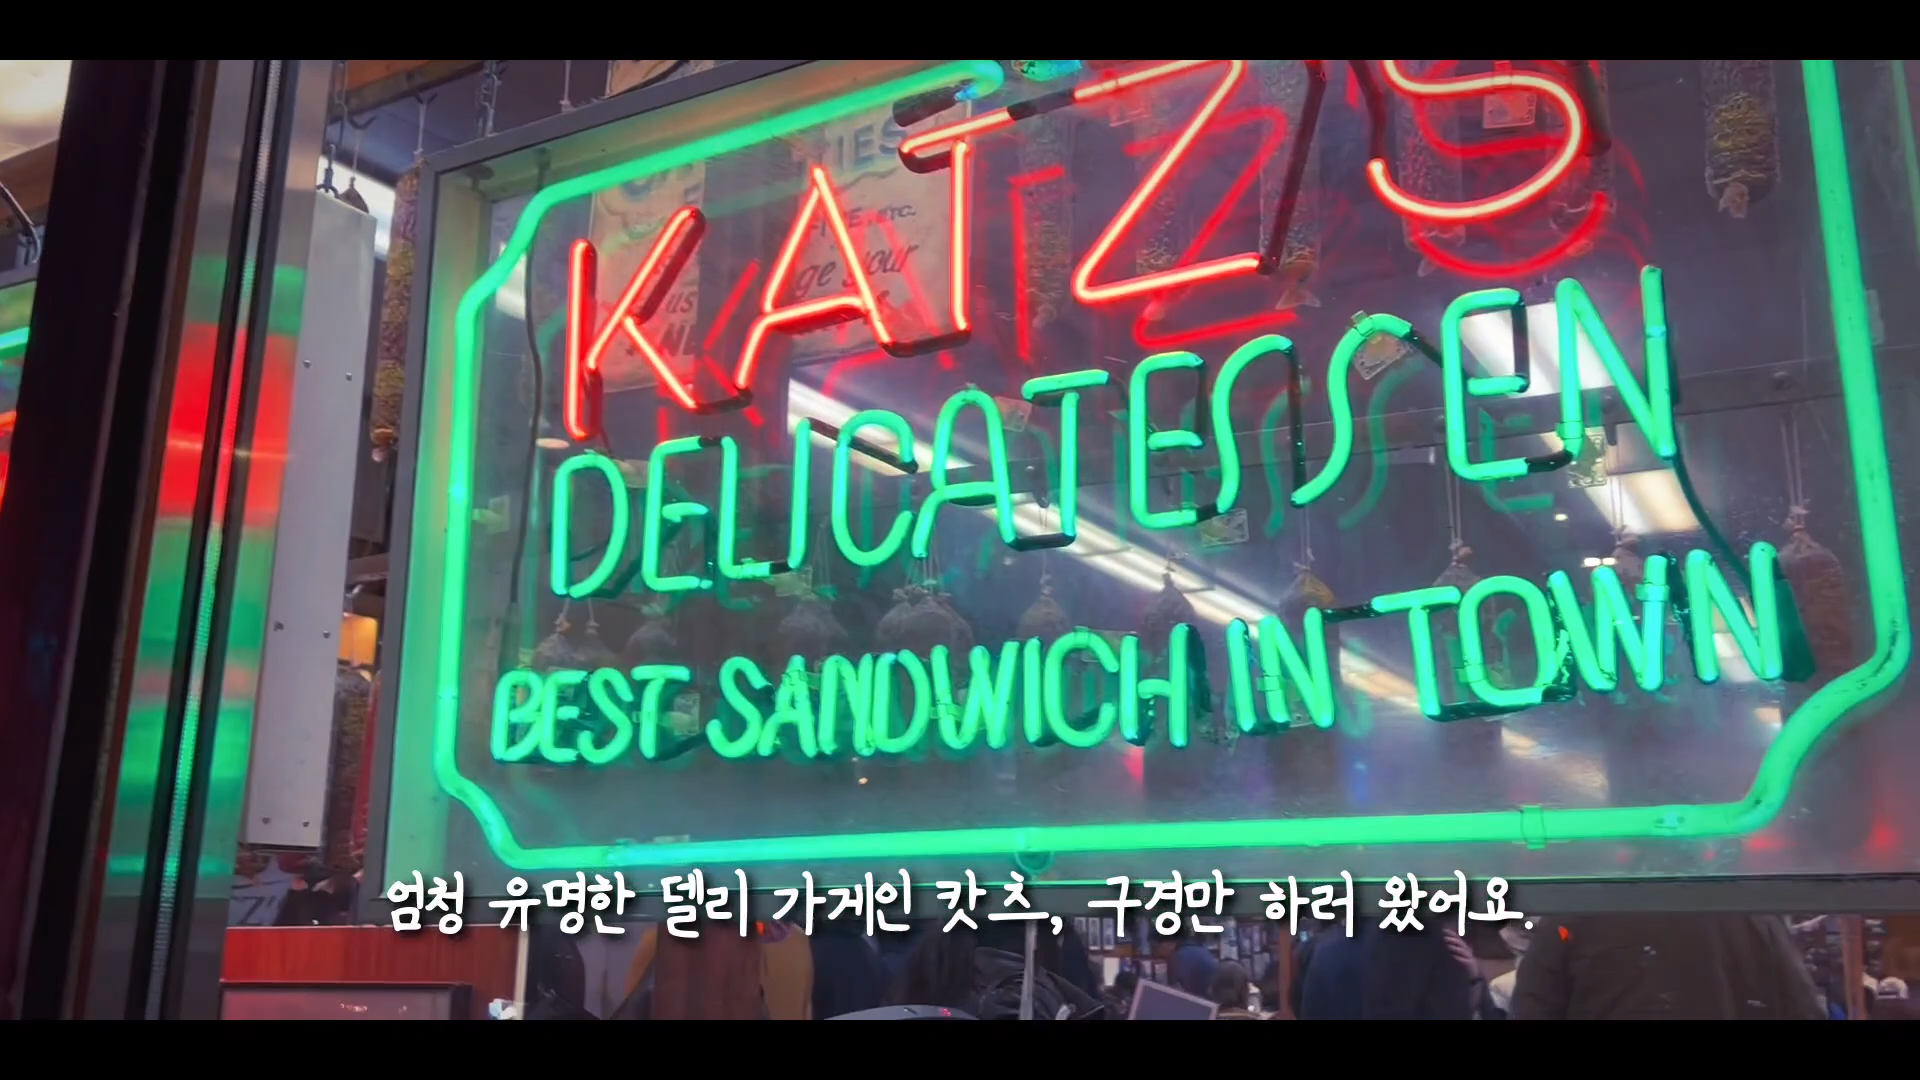 KATZ'S
DELICATESSEN
BEST SANDWICH IN TOWN
엄청 유명한 델리 가게인 캇츠, 구경만 하러 왔어요.